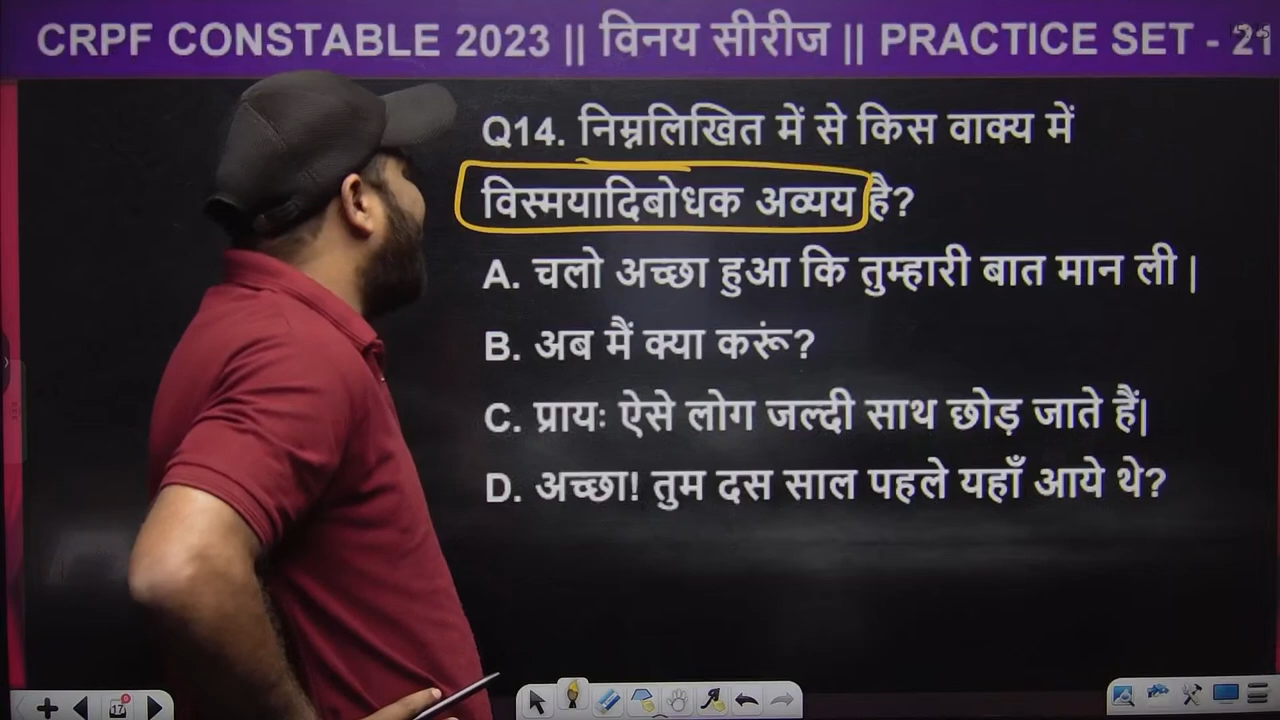 CRPF CONSTABLE 2023 || विनय सीरीज || PRACTICE SET - 21
Q14. निम्नलिखित में से किस वाक्य में
विस्मयादिबोधक अव्यय है?
A. चलो अच्छा हुआ कि तुम्हारी बात मान ली |
B. अब मैं क्या करूं?
C. प्रायः ऐसे लोग जल्दी साथ छोड़ जाते हैं|
D. अच्छा! तुम दस साल पहले यहाँ आये थे?
17